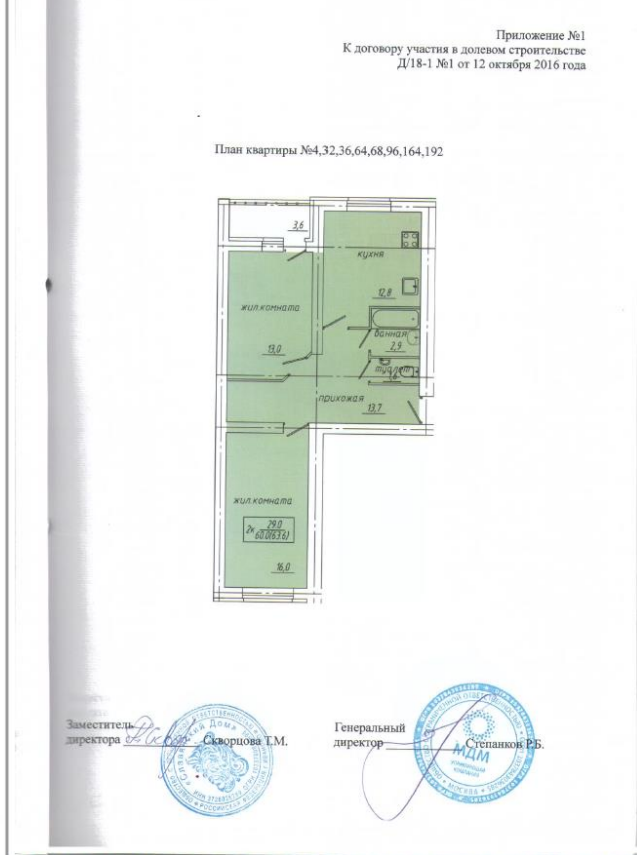 Приложение №1
К договору участия в долевом строительстве
Д/18-1 №1 от 12 октября 2016 года
План квартиры №4,32,36,64,68,96,164,192
3,6
кухня
12,8
жил.комната
13,0
ванная
2,9
туалет
прихожая
13,7
жил.комната
2к 29.0
60.0(63.6)
16,0
Заместитель
директора Скворцова Т.М.
Генеральный
директор Степанков Р.Б.
МДМ
МОСКВА